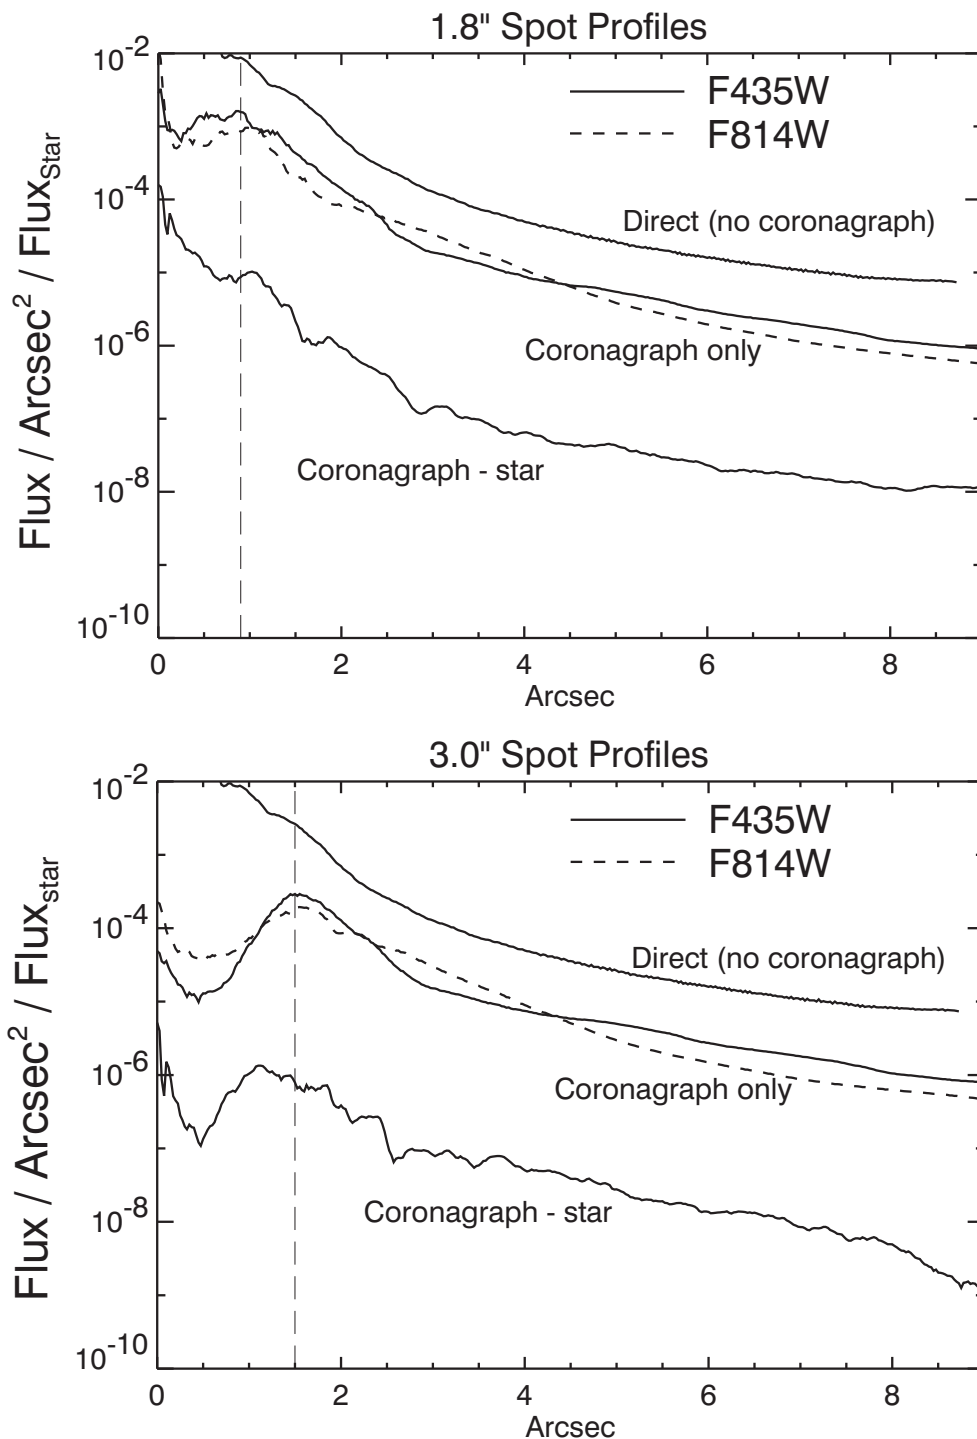 1.8" Spot Profiles
10⁻²
10⁻⁴
10⁻⁶
10⁻⁸
10⁻¹⁰
Flux / Arcsec² / Flux_Star
F435W
F814W
Direct (no coronagraph)
Coronagraph only
Coronagraph - star
0 2 4 6 8
Arcsec
3.0" Spot Profiles
10⁻²
10⁻⁴
10⁻⁶
10⁻⁸
10⁻¹⁰
Flux / Arcsec² / Flux_star
F435W
F814W
Direct (no coronagraph)
Coronagraph only
Coronagraph - star
0 2 4 6 8
Arcsec